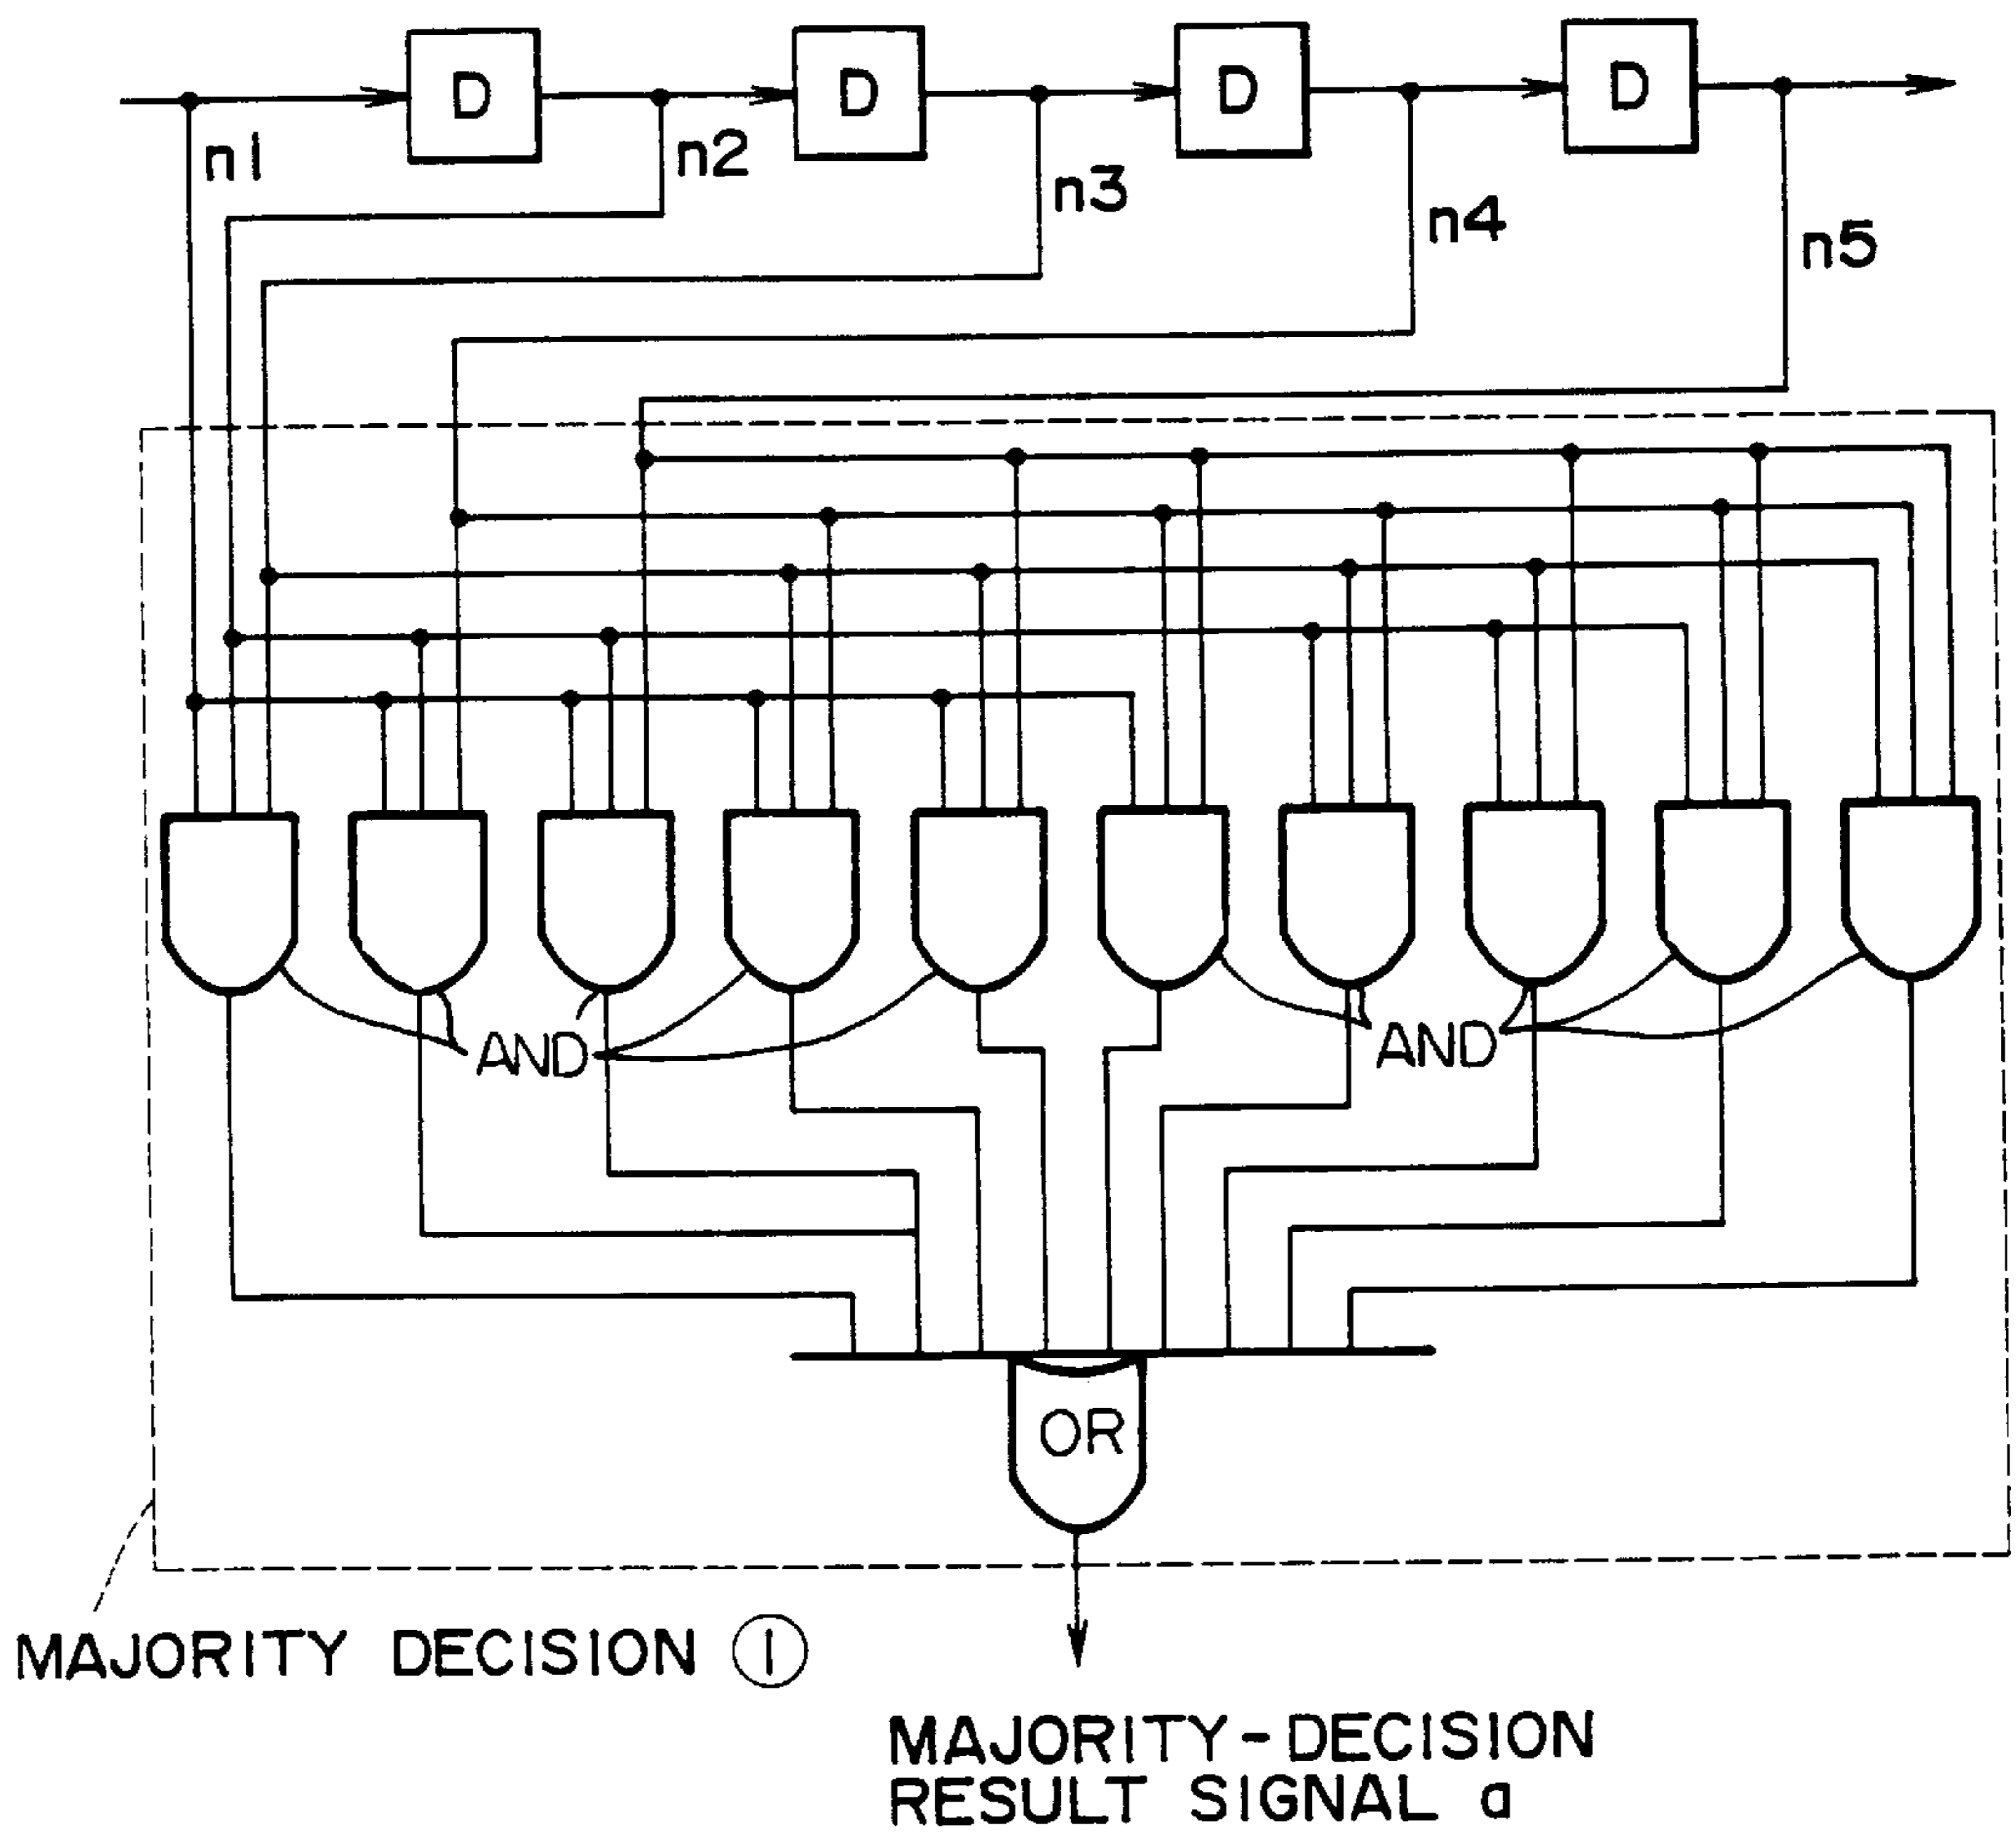 D D D D
n1 n2 n3 n4 n5
AND AND
OR
MAJORITY DECISION ①
MAJORITY-DECISION
RESULT SIGNAL a